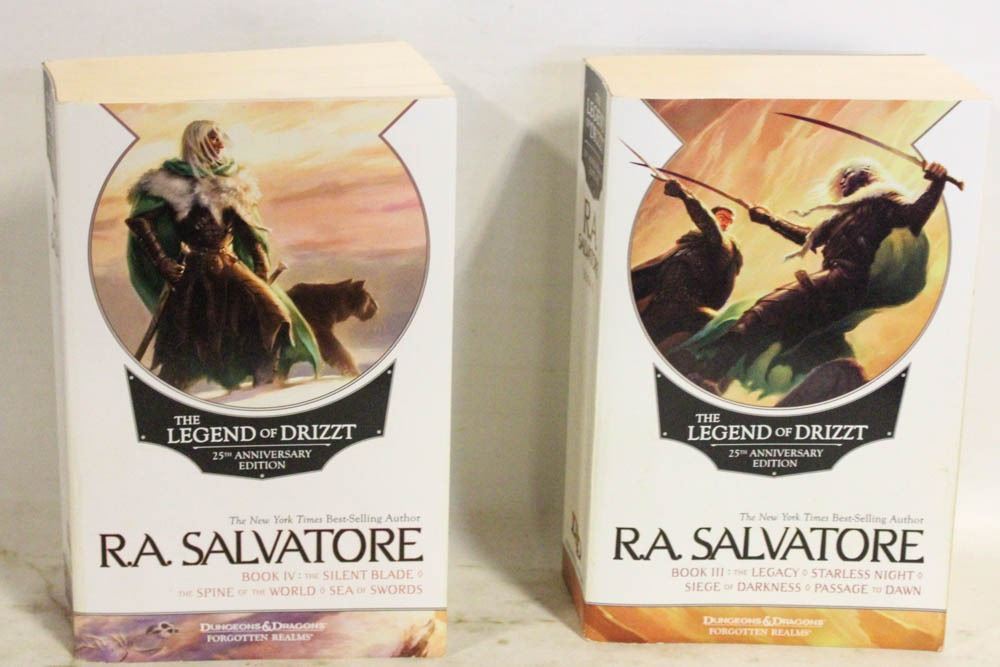 THE
LEGEND OF DRIZZT
25TH ANNIVERSARY
EDITION
The New York Times Best-Selling Author
R.A. SALVATORE
BOOK IV: THE SILENT BLADE ◊
THE SPINE OF THE WORLD ◊ SEA OF SWORDS
DUNGEONS & DRAGONS
FORGOTTEN REALMS®
R.A.
SALVATORE
THE
LEGEND OF DRIZZT
25TH ANNIVERSARY
EDITION
The New York Times Best-Selling Author
R.A. SALVATORE
BOOK III: THE LEGACY ◊ STARLESS NIGHT ◊
SIEGE OF DARKNESS ◊ PASSAGE TO DAWN
DUNGEONS & DRAGONS
FORGOTTEN REALMS®